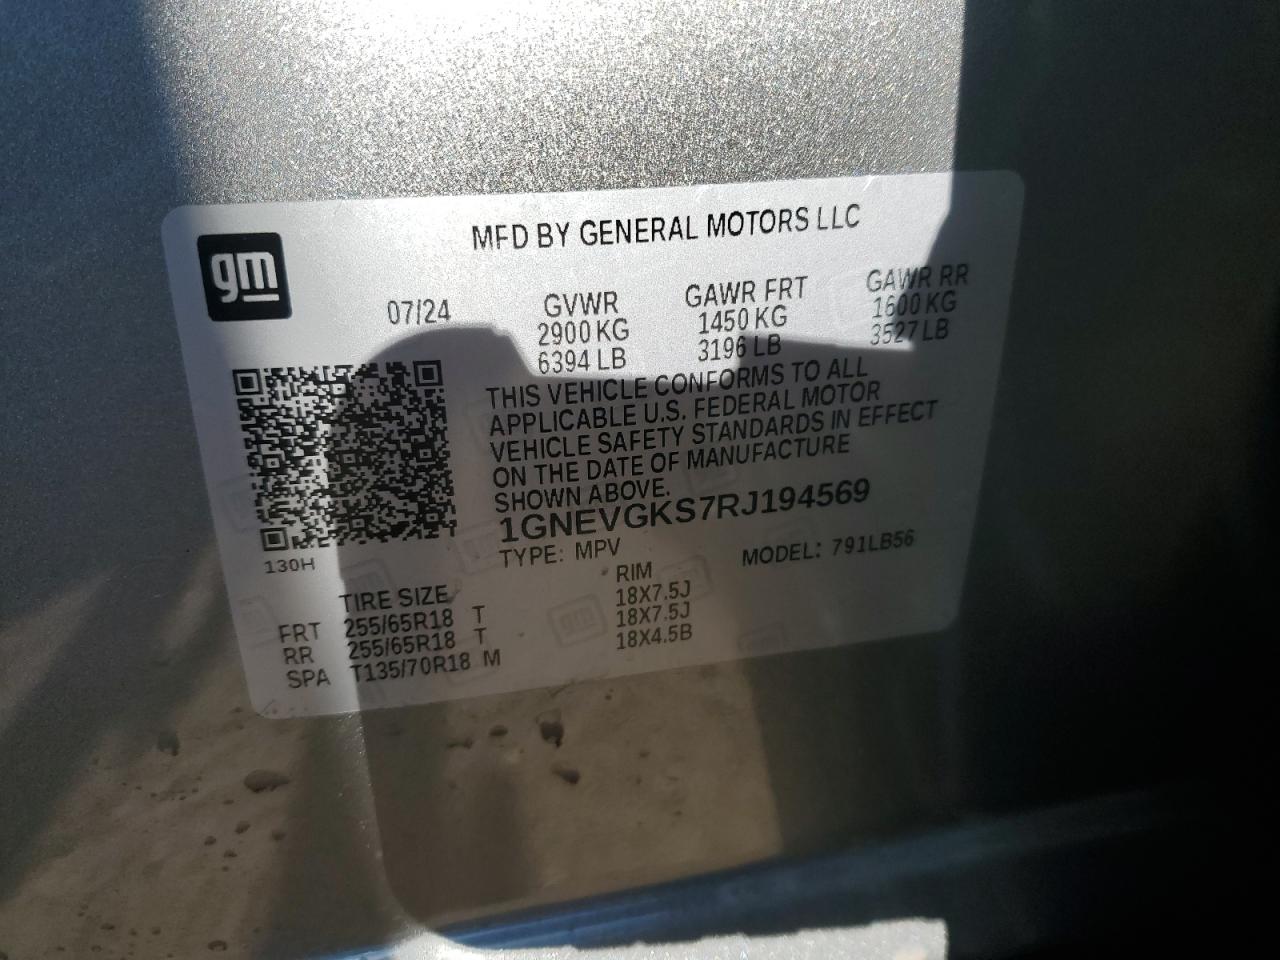 MFD BY GENERAL MOTORS LLC
gm
07/24 GVWR GAWR FRT GAWR RR
2900 KG 1450 KG 1600 KG
6394 LB 3196 LB 3527 LB
THIS VEHICLE CONFORMS TO ALL
APPLICABLE U.S. FEDERAL MOTOR
VEHICLE SAFETY STANDARDS IN EFFECT
ON THE DATE OF MANUFACTURE
SHOWN ABOVE.
1GNEVGKS7RJ194569
130H
TYPE: MPV MODEL: 791LB56
TIRE SIZE RIM
FRT 255/65R18 T 18X7.5J
RR 255/65R18 T 18X7.5J
SPA T135/70R18 M 18X4.5B